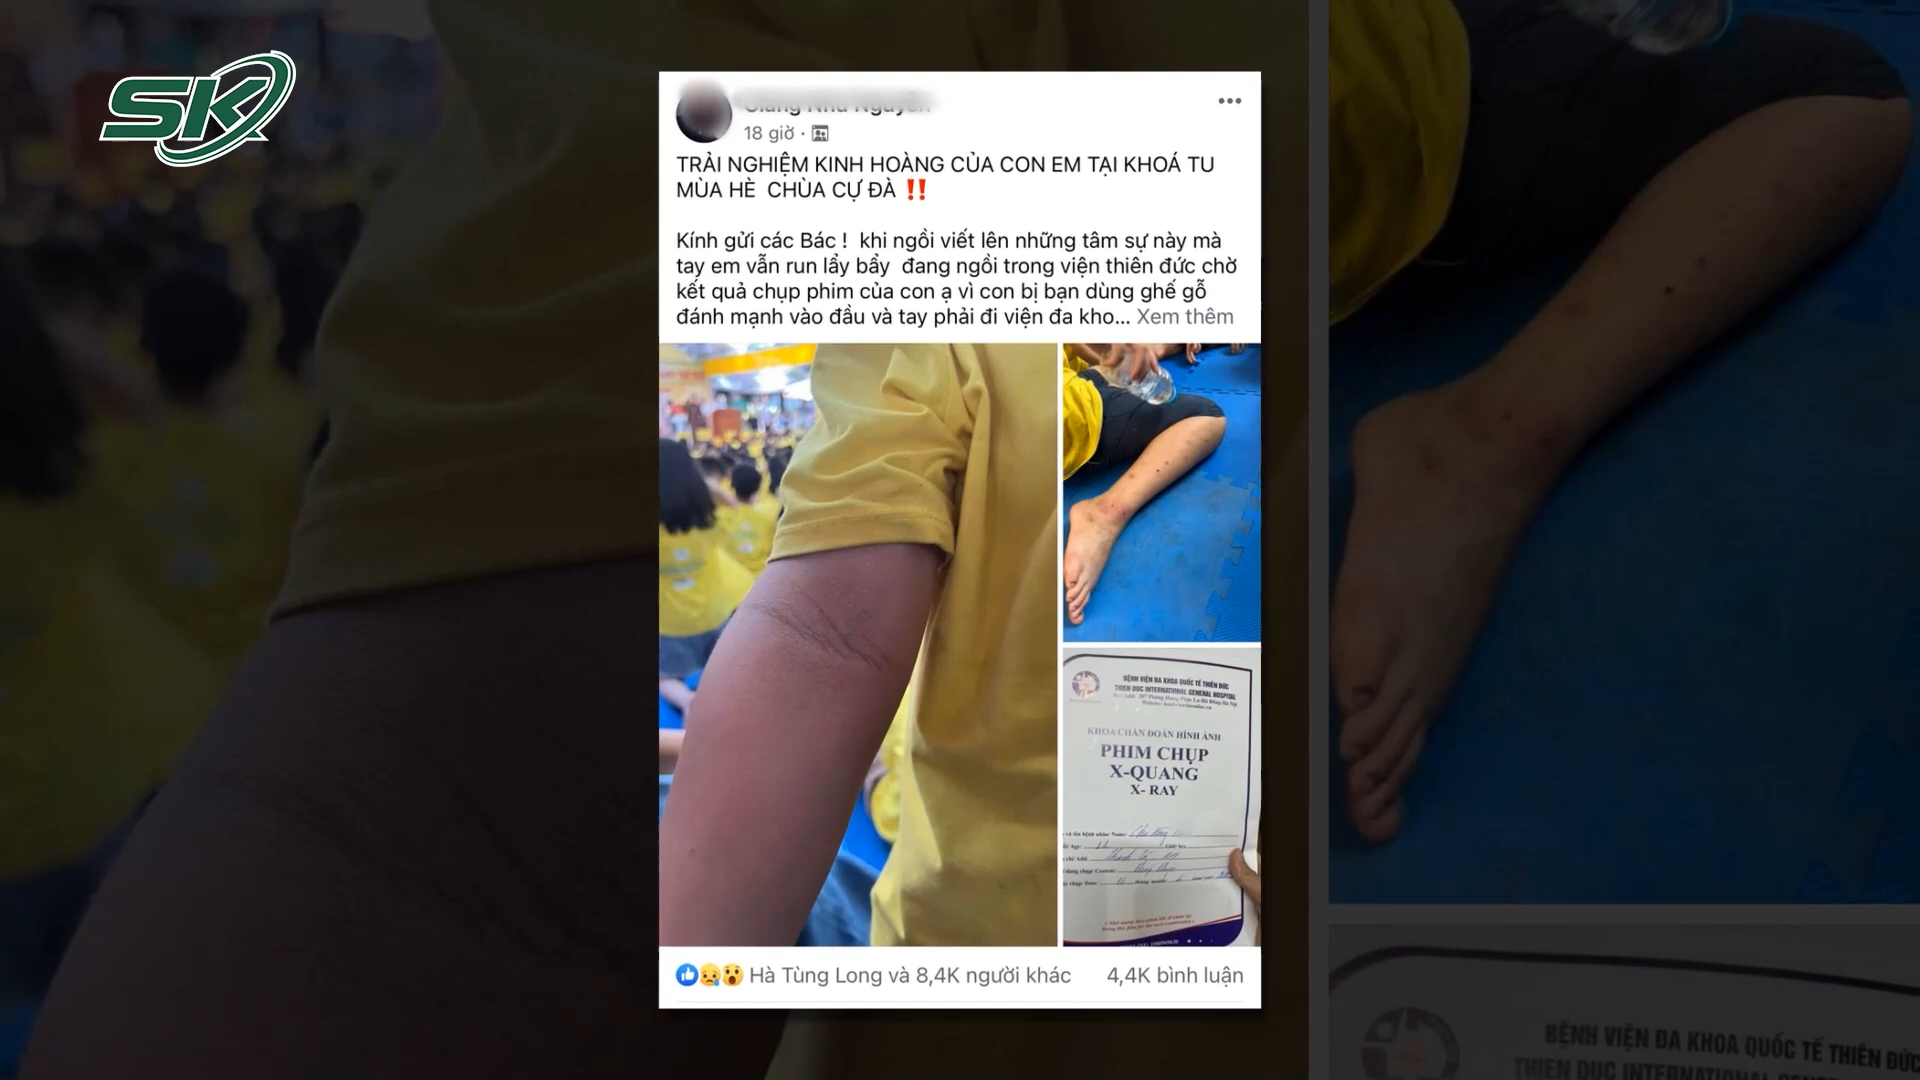 SK
18 giờ ·
TRẢI NGHIỆM KINH HOÀNG CỦA CON EM TẠI KHOÁ TU
MÙA HÈ CHÙA CỰ ĐÀ ‼️
Kính gửi các Bác ! khi ngồi viết lên những tâm sự này mà
tay em vẫn run lẩy bẩy đang ngồi trong viện thiên đức chờ
kết quả chụp phim của con ạ vì con bị bạn dùng ghế gỗ
đánh mạnh vào đầu và tay phải đi viện đa kho... Xem thêm
BỆNH VIỆN ĐA KHOA QUỐC TẾ THIÊN ĐỨC
THIEN DUC INTERNATIONAL GENERAL HOSPITAL
KHOA CHẨN ĐOÁN HÌNH ẢNH
PHIM CHỤP
X-QUANG
X- RAY
Hà Tùng Long và 8,4K người khác 4,4K bình luận
BỆNH VIỆN ĐA KHOA QUỐC TẾ THIÊN ĐỨC
THIEN DUC INTERNATIONAL